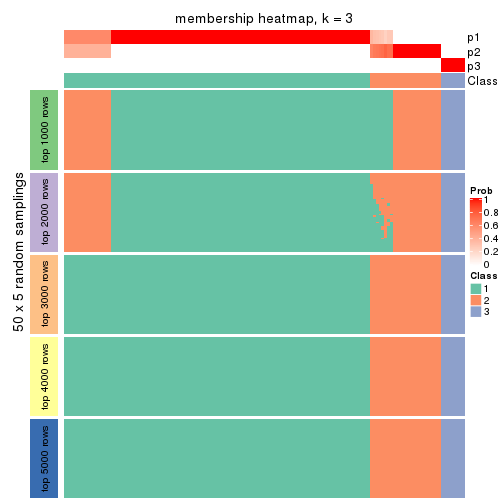 membership heatmap, k = 3
p1
p2
p3
Class
50 x 5 random samplings
top 1000 rows
top 2000 rows
top 3000 rows
top 4000 rows
top 5000 rows
Prob
1
0.8
0.6
0.4
0.2
0
Class
1
2
3